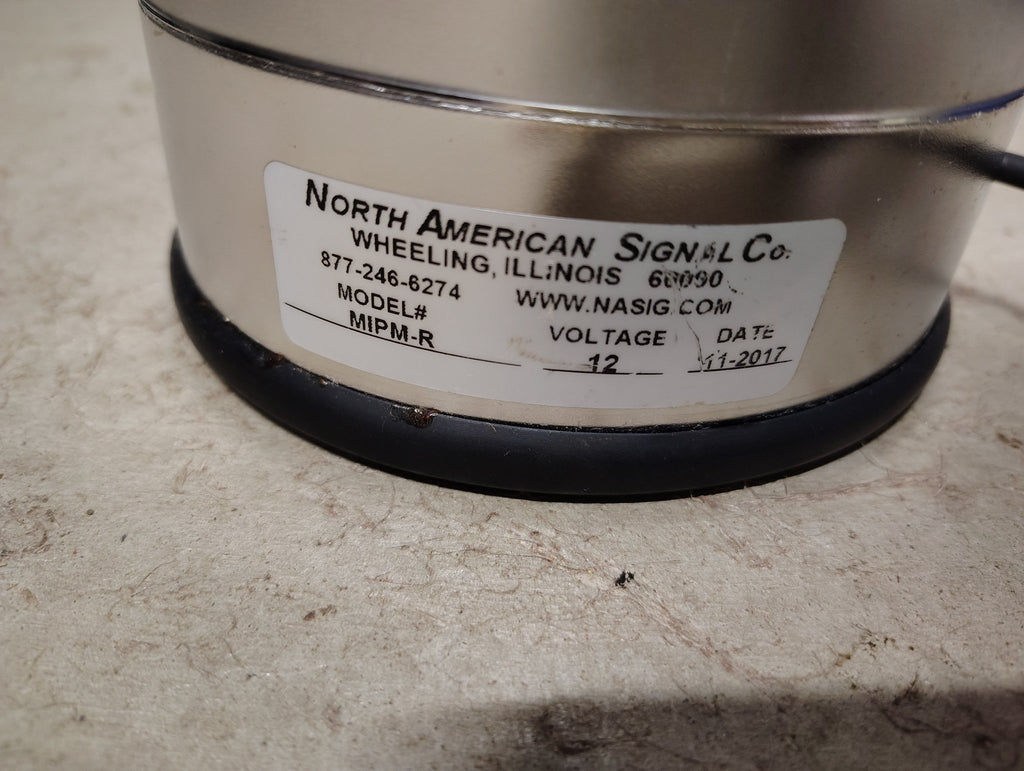 NORTH AMERICAN SIGNAL CO.
WHEELING, ILLINOIS 60090
877-246-6274 WWW.NASIG.COM
MODEL# VOLTAGE DATE
MIPM-R 12 11-2017